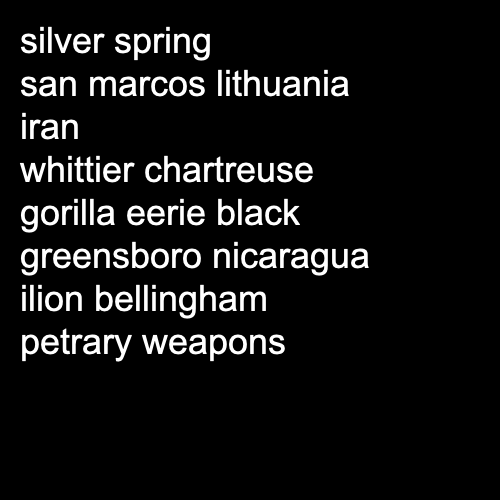 silver spring
san marcos lithuania
iran
whittier chartreuse
gorilla eerie black
greensboro nicaragua
ilion bellingham
petrary weapons